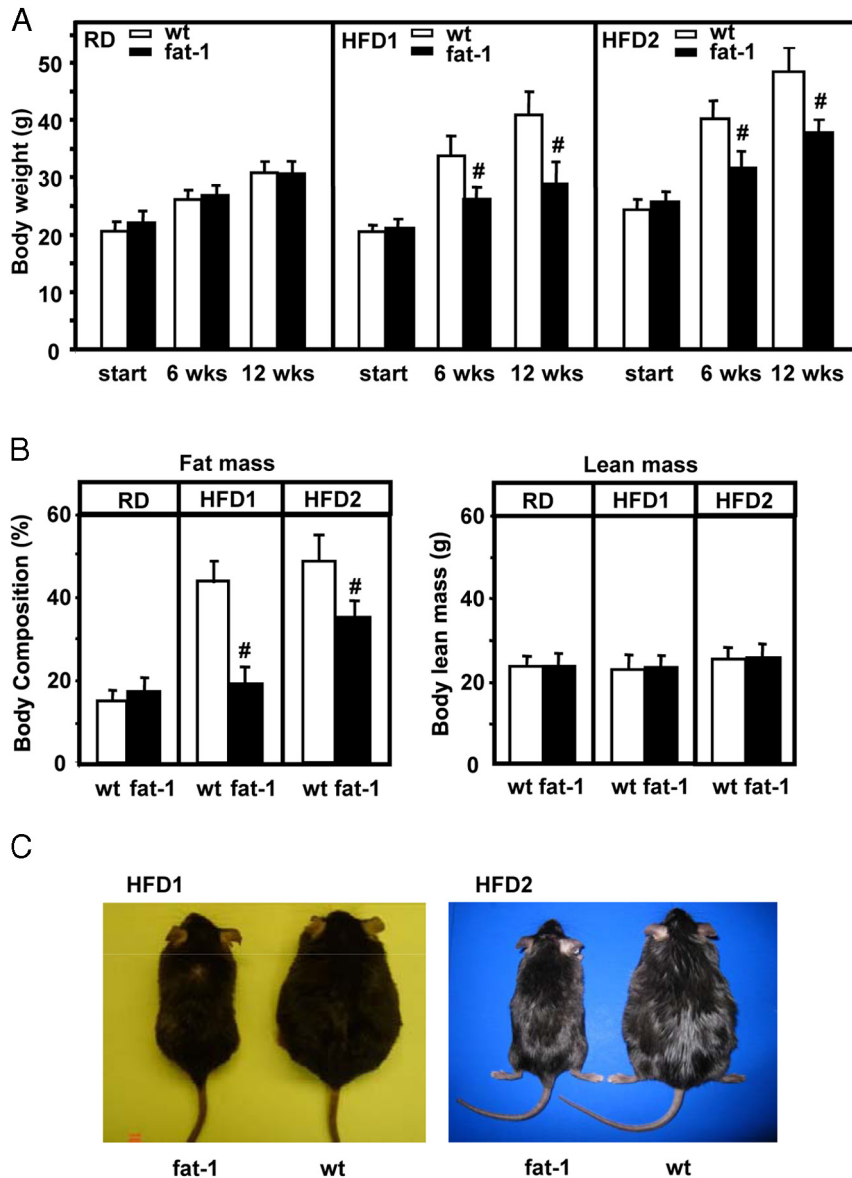 A
RD wt fat-1
HFD1 wt fat-1
HFD2 wt fat-1
Body weight (g)
50
40
30
20
10
0
# # # #
start 6 wks 12 wks start 6 wks 12 wks start 6 wks 12 wks
B
Fat mass
RD HFD1 HFD2
Body Composition (%)
60
40
20
0
# #
wt fat-1 wt fat-1 wt fat-1
Lean mass
RD HFD1 HFD2
Body lean mass (g)
60
40
20
0
wt fat-1 wt fat-1 wt fat-1
C
HFD1 HFD2
fat-1 wt fat-1 wt